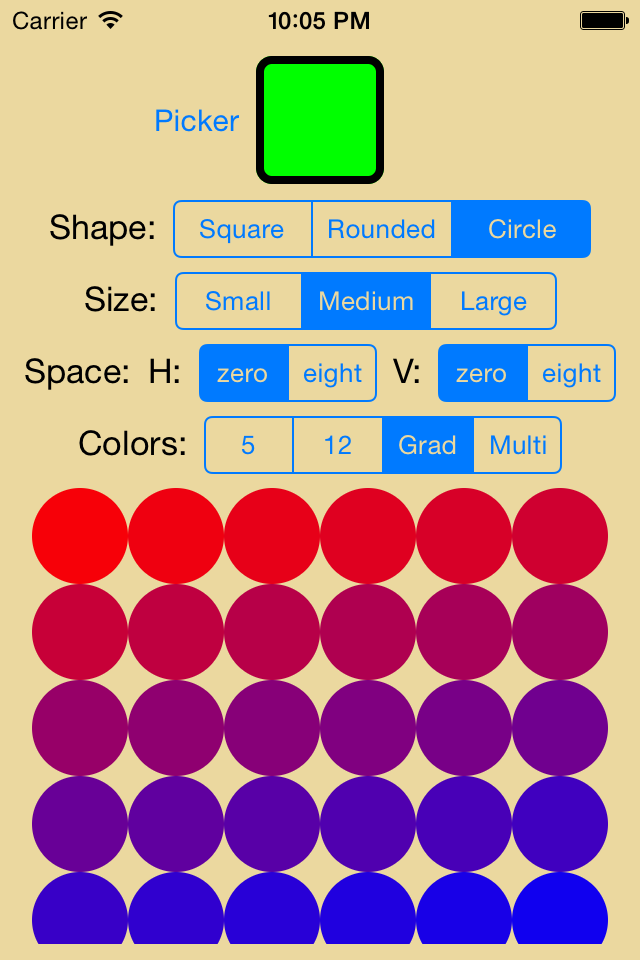 Carrier 10:05 PM
Picker
Shape: Square Rounded Circle
Size: Small Medium Large
Space: H: zero eight V: zero eight
Colors: 5 12 Grad Multi